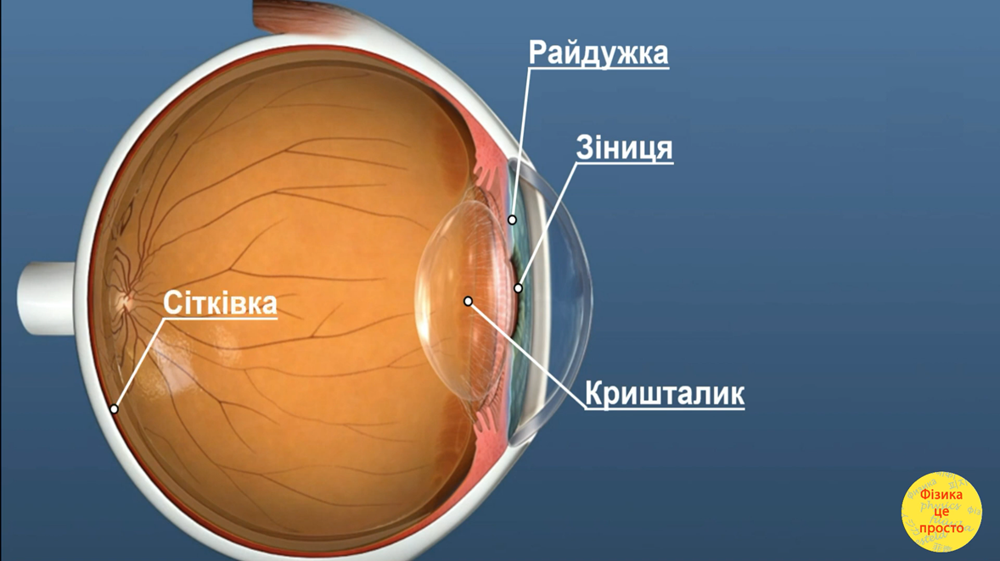 Райдужка
Зіниця
Сітківка
Кришталик
Фізика
це
просто